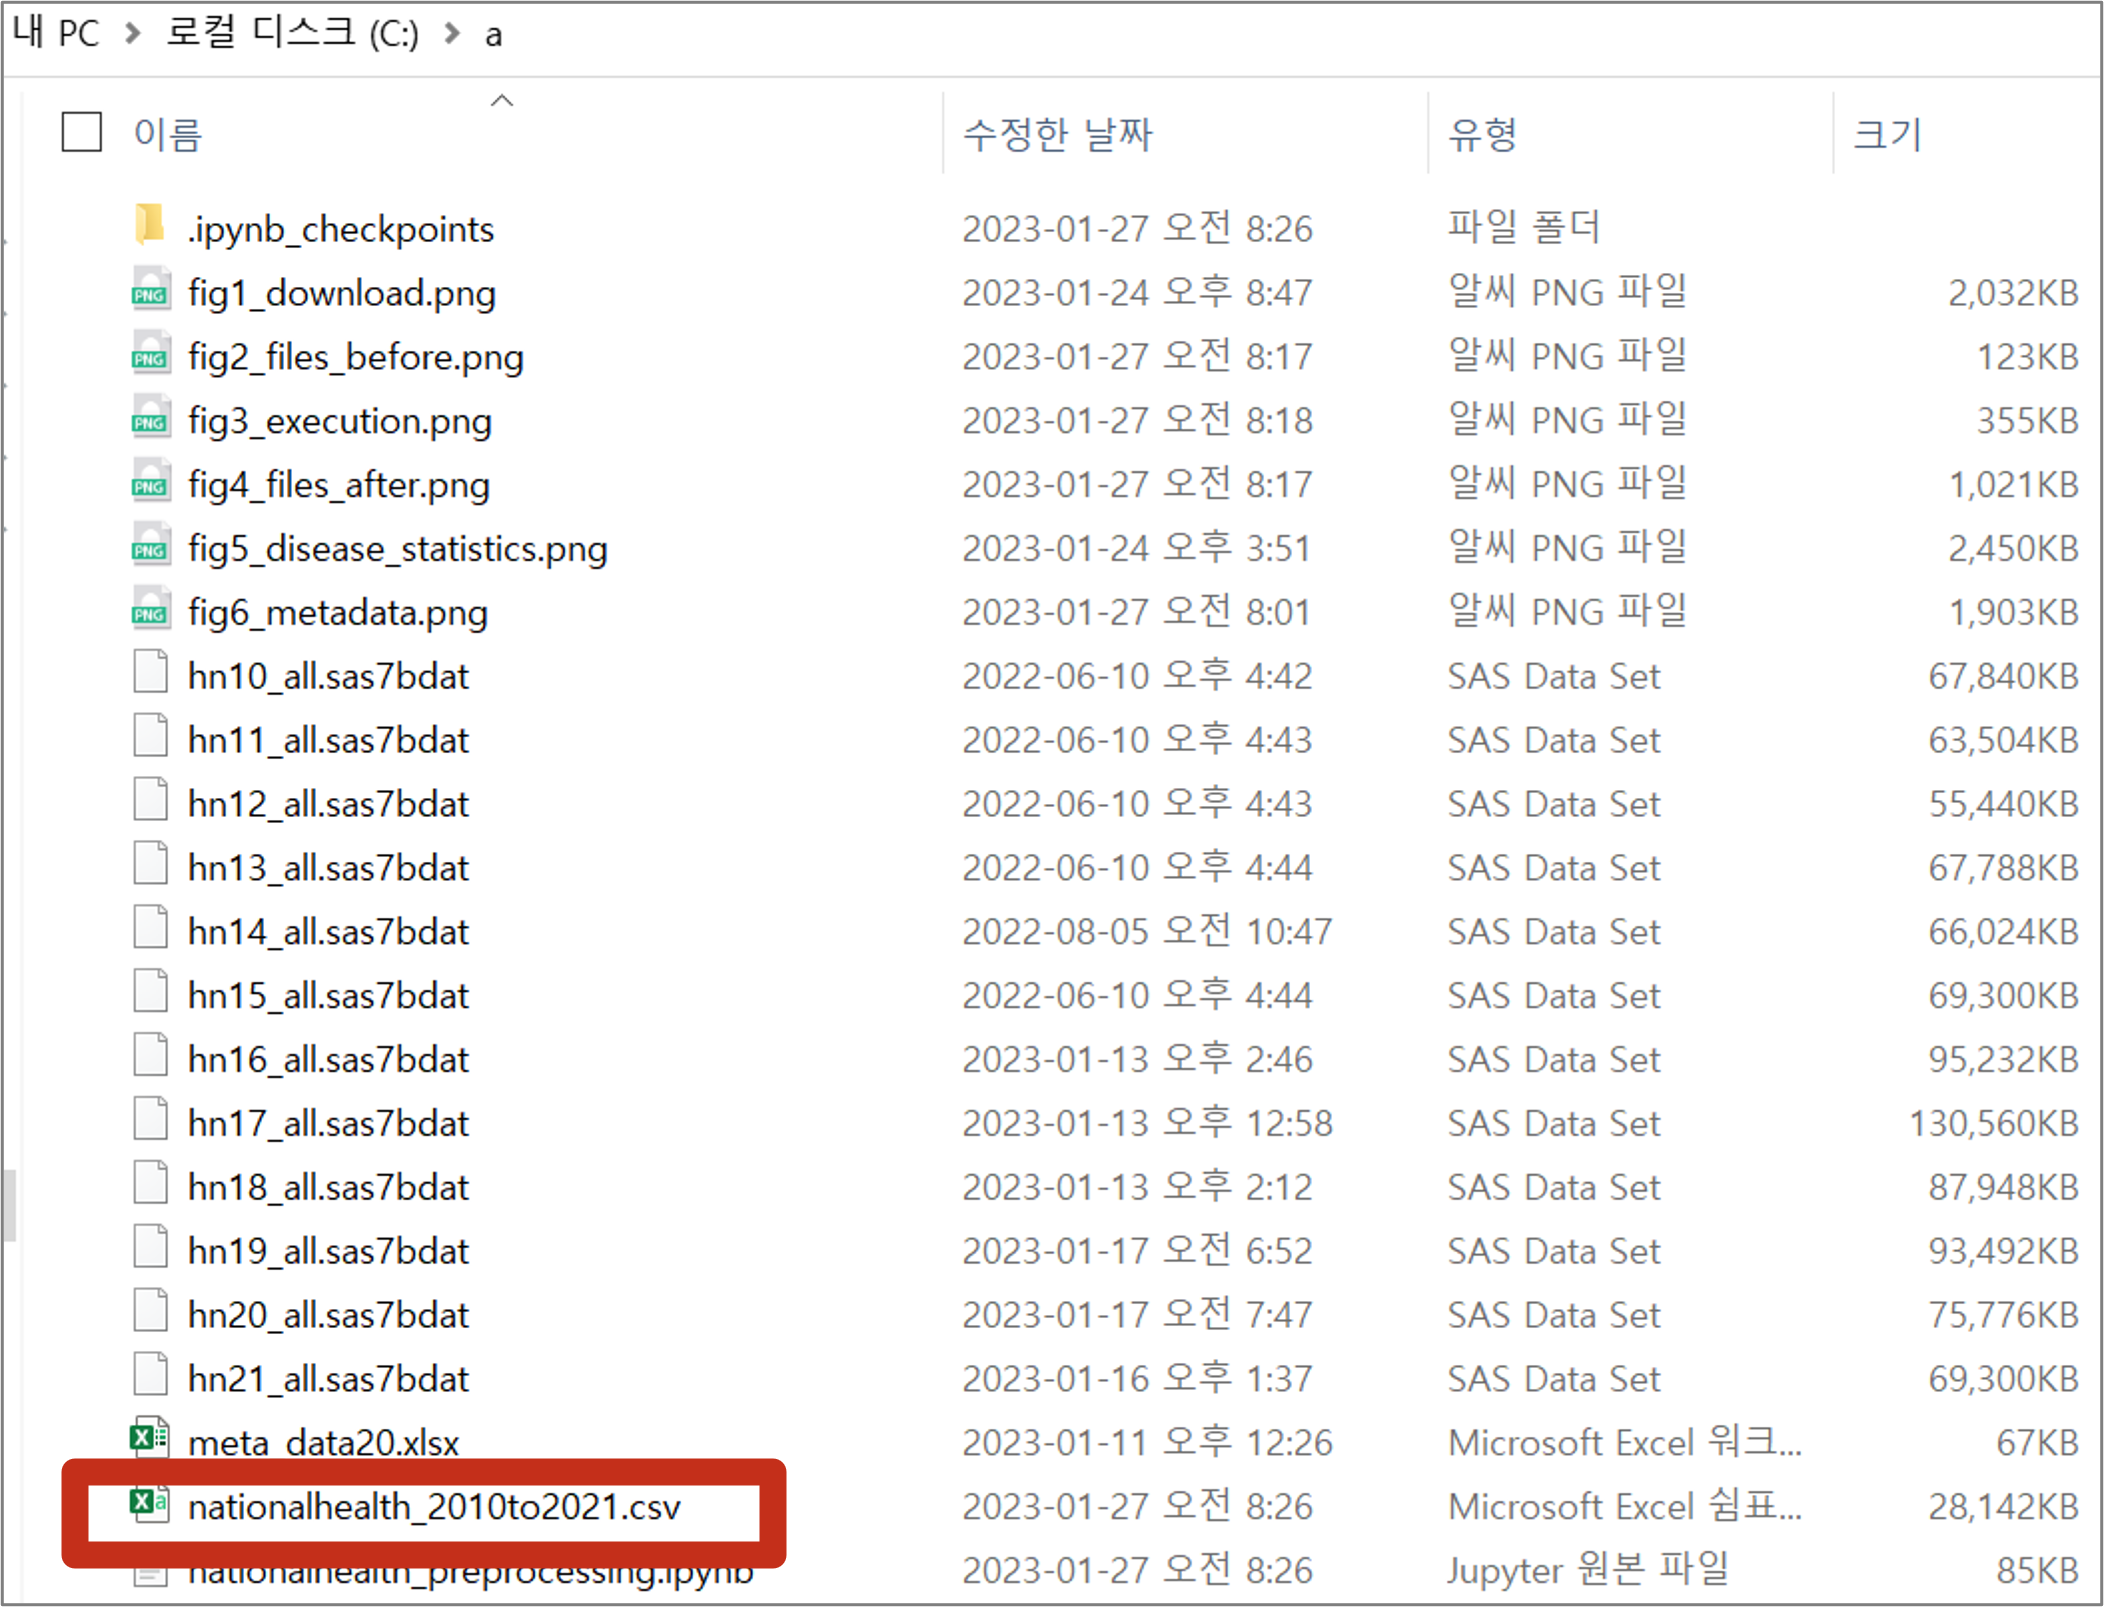 내 PC > 로컬 디스크 (C:) > a
이름 수정한 날짜 유형 크기
.ipynb_checkpoints 2023-01-27 오전 8:26 파일 폴더
PNG fig1_download.png 2023-01-24 오후 8:47 알씨 PNG 파일 2,032KB
PNG fig2_files_before.png 2023-01-27 오전 8:17 알씨 PNG 파일 123KB
PNG fig3_execution.png 2023-01-27 오전 8:18 알씨 PNG 파일 355KB
PNG fig4_files_after.png 2023-01-27 오전 8:17 알씨 PNG 파일 1,021KB
PNG fig5_disease_statistics.png 2023-01-24 오후 3:51 알씨 PNG 파일 2,450KB
PNG fig6_metadata.png 2023-01-27 오전 8:01 알씨 PNG 파일 1,903KB
hn10_all.sas7bdat 2022-06-10 오후 4:42 SAS Data Set 67,840KB
hn11_all.sas7bdat 2022-06-10 오후 4:43 SAS Data Set 63,504KB
hn12_all.sas7bdat 2022-06-10 오후 4:43 SAS Data Set 55,440KB
hn13_all.sas7bdat 2022-06-10 오후 4:44 SAS Data Set 67,788KB
hn14_all.sas7bdat 2022-08-05 오전 10:47 SAS Data Set 66,024KB
hn15_all.sas7bdat 2022-06-10 오후 4:44 SAS Data Set 69,300KB
hn16_all.sas7bdat 2023-01-13 오후 2:46 SAS Data Set 95,232KB
hn17_all.sas7bdat 2023-01-13 오후 12:58 SAS Data Set 130,560KB
hn18_all.sas7bdat 2023-01-13 오후 2:12 SAS Data Set 87,948KB
hn19_all.sas7bdat 2023-01-17 오전 6:52 SAS Data Set 93,492KB
hn20_all.sas7bdat 2023-01-17 오전 7:47 SAS Data Set 75,776KB
hn21_all.sas7bdat 2023-01-16 오후 1:37 SAS Data Set 69,300KB
meta_data20.xlsx 2023-01-11 오후 12:26 Microsoft Excel 워크... 67KB
nationalhealth_2010to2021.csv 2023-01-27 오전 8:26 Microsoft Excel 쉼표... 28,142KB
nationalhealth_preprocessing.ipynb 2023-01-27 오전 8:26 Jupyter 원본 파일 85KB